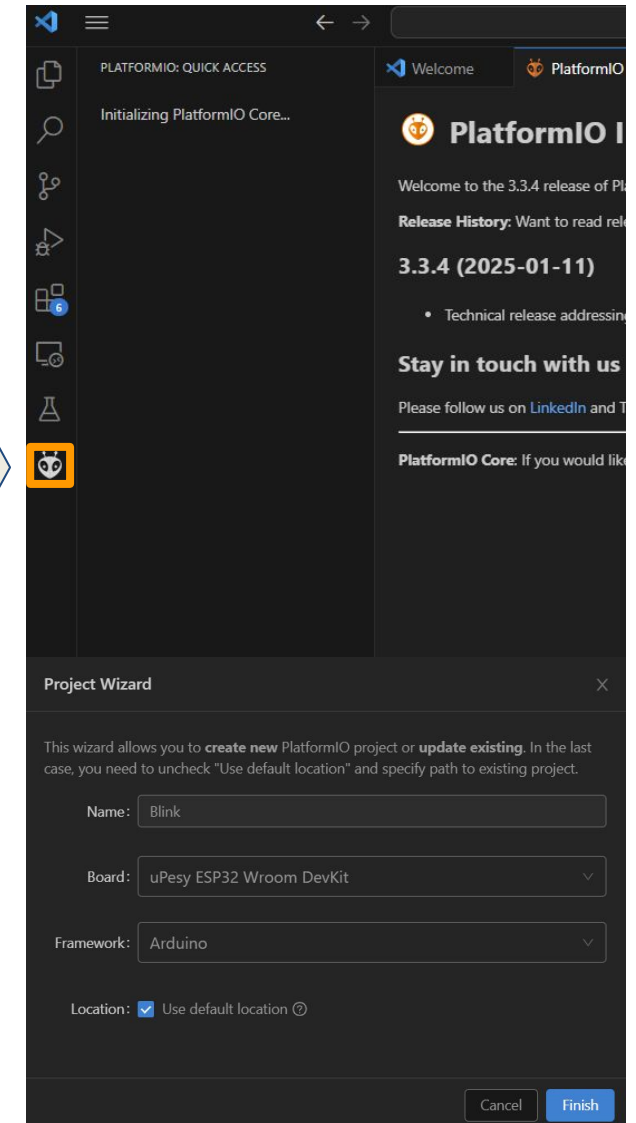 PLATFORMIO: QUICK ACCESS
Welcome
PlatformIO
Initializing PlatformIO Core...
PlatformIO I
Welcome to the 3.3.4 release of Pla
Release History: Want to read rele
3.3.4 (2025-01-11)
• Technical release addressing
6
Stay in touch with us
Please follow us on LinkedIn and T
PlatformIO Core: If you would like
Project Wizard
This wizard allows you to create new PlatformIO project or update existing. In the last
case, you need to uncheck "Use default location" and specify path to existing project.
Name: Blink
Board: uPesy ESP32 Wroom DevKit
Framework: Arduino
Location: Use default location
Cancel Finish